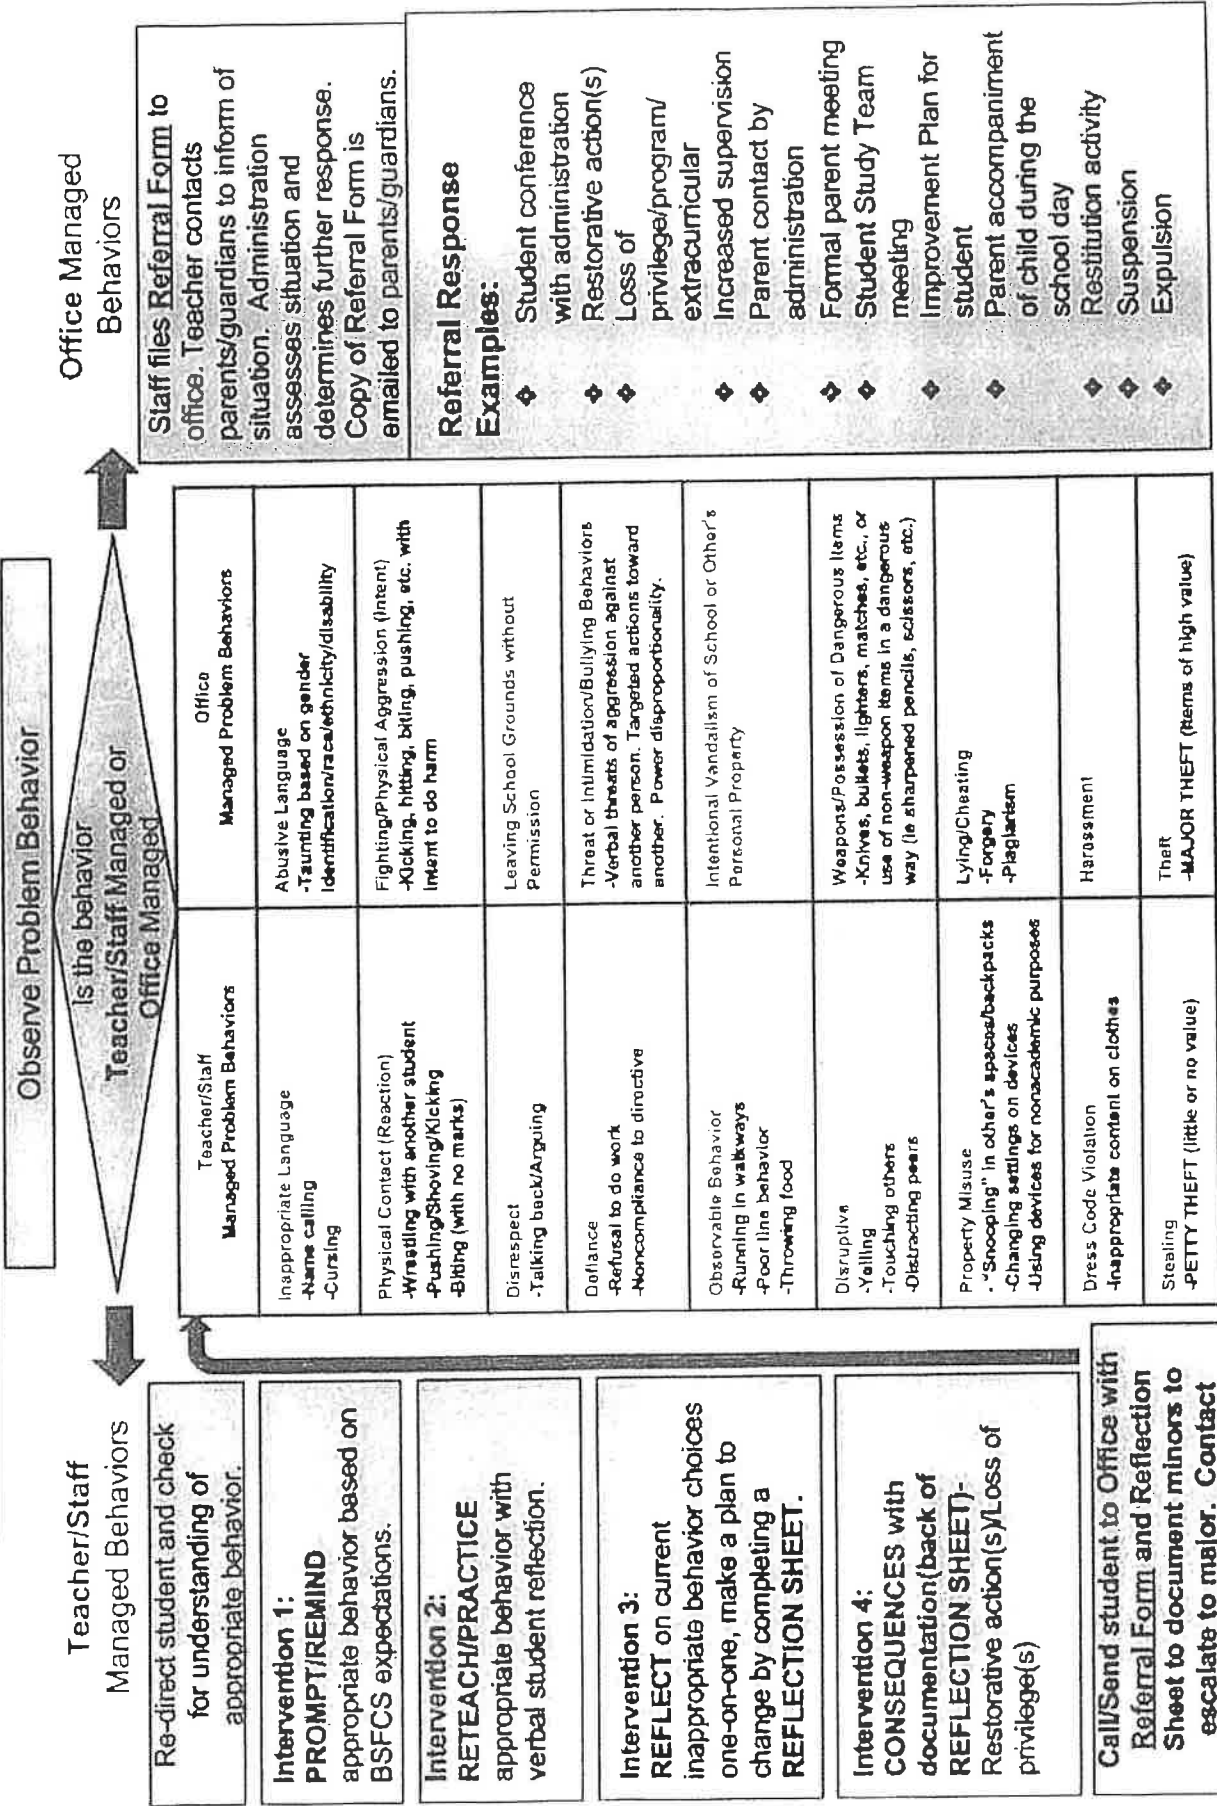 Observe Problem Behavior
Is the behavior
Teacher/Staff Managed or
Office Managed
Teacher/Staff
Managed Behaviors
Re-direct student and check
for understanding of
appropriate behavior.
Intervention 1:
PROMPT/REMIND
appropriate behavior based on
BSFCS expectations.
Intervention 2:
RETEACH/PRACTICE
appropriate behavior with
verbal student reflection.
Intervention 3:
REFLECT on current
inappropriate behavior choices
one-on-one, make a plan to
change by completing a
REFLECTION SHEET.
Intervention 4:
CONSEQUENCES with
documentation(back of
REFLECTION SHEET)-
Restorative action(s)/Loss of
privilege(s)
Call/Send student to Office with
Referral Form and Reflection
Sheet to document minors to
escalate to major. Contact
Teacher/Staff
Managed Problem Behaviors
Office
Managed Problem Behaviors
Inappropriate Language
-Name calling
-Cursing
Abusive Language
-Taunting based on gender
identification/race/ethnicity/disability
Physical Contact (Reaction)
-Wrestling with another student
-Pushing/Shoving/Kicking
-Biting (with no marks)
Fighting/Physical Aggression (Intent)
-Kicking, hitting, biting, pushing, etc. with
intent to do harm
Disrespect
-Talking back/Arguing
Leaving School Grounds without
Permission
Defiance
-Refusal to do work
-Noncompliance to directive
Threat or Intumidation/Bullying Behaviors
-Verbal threats of aggression against
another person. Targeted actions toward
another. Power disproportionality.
Observable Behavior
-Running in walkways
-Poor line behavior
-Throwing food
Intentional Vandalism of School or Other's
Personal Property
Disruptive
-Yelling
-Touching others
-Distracting peers
Weapons/Possession of Dangerous Items
-Knives, bullets, lighters, matches, etc., or
use of non-weapon items in a dangerous
way (ie sharpened pencils, scissors, etc.)
Property Misuse
- "Snooping" in other's spaces/backpacks
-Changing settings on devices
-Using devices for nonacademic purposes
Lying/Cheating
-Forgery
-Plagiarism
Dress Code Violation
-Inappropriate content on clothes
Harassment
Stealing
-PETTY THEFT (little or no value)
Theft
-MAJOR THEFT (items of high value)
Office Managed
Behaviors
Staff files Referral Form to
office. Teacher contacts
parents/guardians to inform of
situation. Administration
assesses situation and
determines further response.
Copy of Referral Form is
emailed to parents/guardians.
Referral Response
Examples:
❖ Student conference
with administration
❖ Restorative action(s)
❖ Loss of
privilege/program/
extracurricular
❖ Increased supervision
❖ Parent contact by
administration
❖ Formal parent meeting
❖ Student Study Team
meeting
❖ Improvement Plan for
student
❖ Parent accompaniment
of child during the
school day
❖ Restitution activity
❖ Suspension
❖ Expulsion